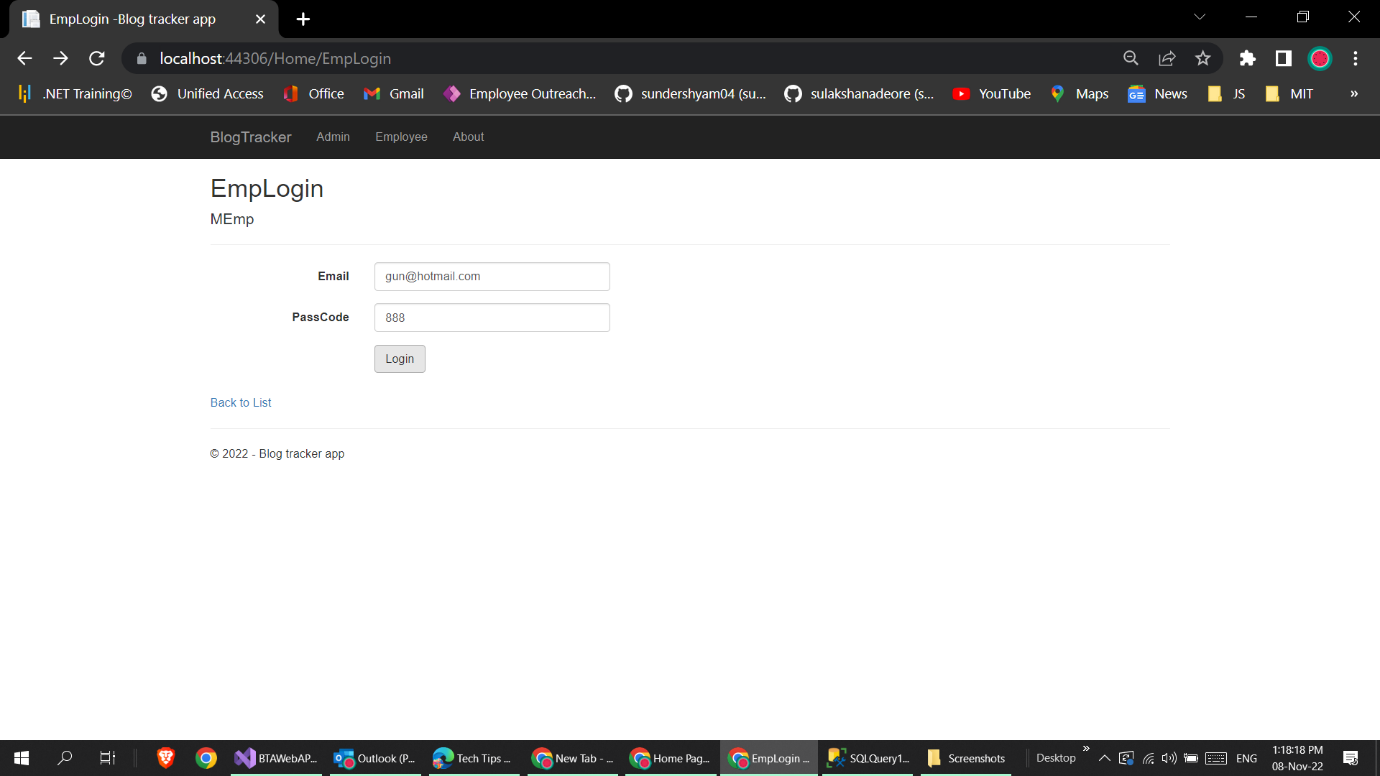 EmpLogin -Blog tracker app
localhost:44306/Home/EmpLogin
.NET Training© Unified Access Office Gmail Employee Outreach... sundershyam04 (su... sulakshanadeore (s... YouTube Maps News JS MIT »
BlogTracker Admin Employee About
EmpLogin
MEmp
Email gun@hotmail.com
PassCode 888
Login
Back to List
© 2022 - Blog tracker app
BTAWebAP... Outlook (P... Tech Tips ... New Tab - ... Home Pag... EmpLogin ... SQLQuery1... Screenshots Desktop » ENG 1:18:18 PM
08-Nov-22